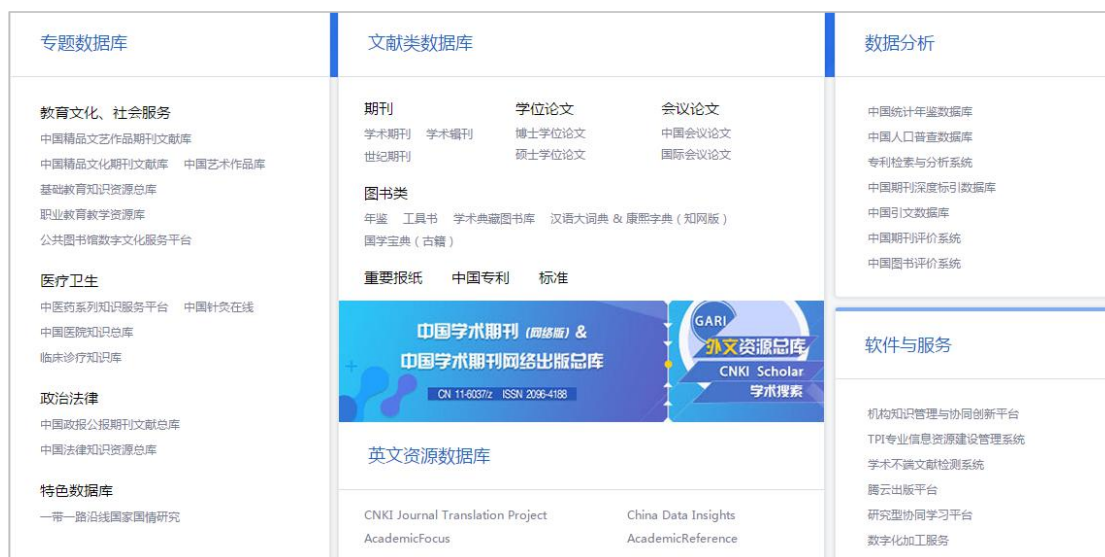 专题数据库
教育文化、社会服务
中国精品文艺作品期刊文献库
中国精品文化期刊文献库 中国艺术作品库
基础教育知识资源总库
职业教育教学资源库
公共图书馆数字文化服务平台
医疗卫生
中医药系列知识服务平台 中国针灸在线
中国医院知识总库
临床诊疗知识库
政治法律
中国政报公报期刊文献总库
中国法律知识资源总库
特色数据库
一带一路沿线国家国情研究
文献类数据库
期刊 学位论文 会议论文
学术期刊 学术辑刊 博士学位论文 中国会议论文
世纪期刊 硕士学位论文 国际会议论文
图书类
年鉴 工具书 学术典藏图书库 汉语大词典 & 康熙字典（知网版）
国学宝典（古籍）
重要报纸 中国专利 标准
中国学术期刊（网络版）&
中国学术期刊网络出版总库
CN 11-6037/z ISSN 2096-4188
GARI
外文资源总库
CNKI Scholar
学术搜索
英文资源数据库
CNKI Journal Translation Project China Data Insights
AcademicFocus AcademicReference
数据分析
中国统计年鉴数据库
中国人口普查数据库
专利检索与分析系统
中国期刊深度标引数据库
中国引文数据库
中国期刊评价系统
中国图书评价系统
软件与服务
机构知识管理与协同创新平台
TPI专业信息资源建设管理系统
学术不端文献检测系统
腾云出版平台
研究型协同学习平台
数字化加工服务